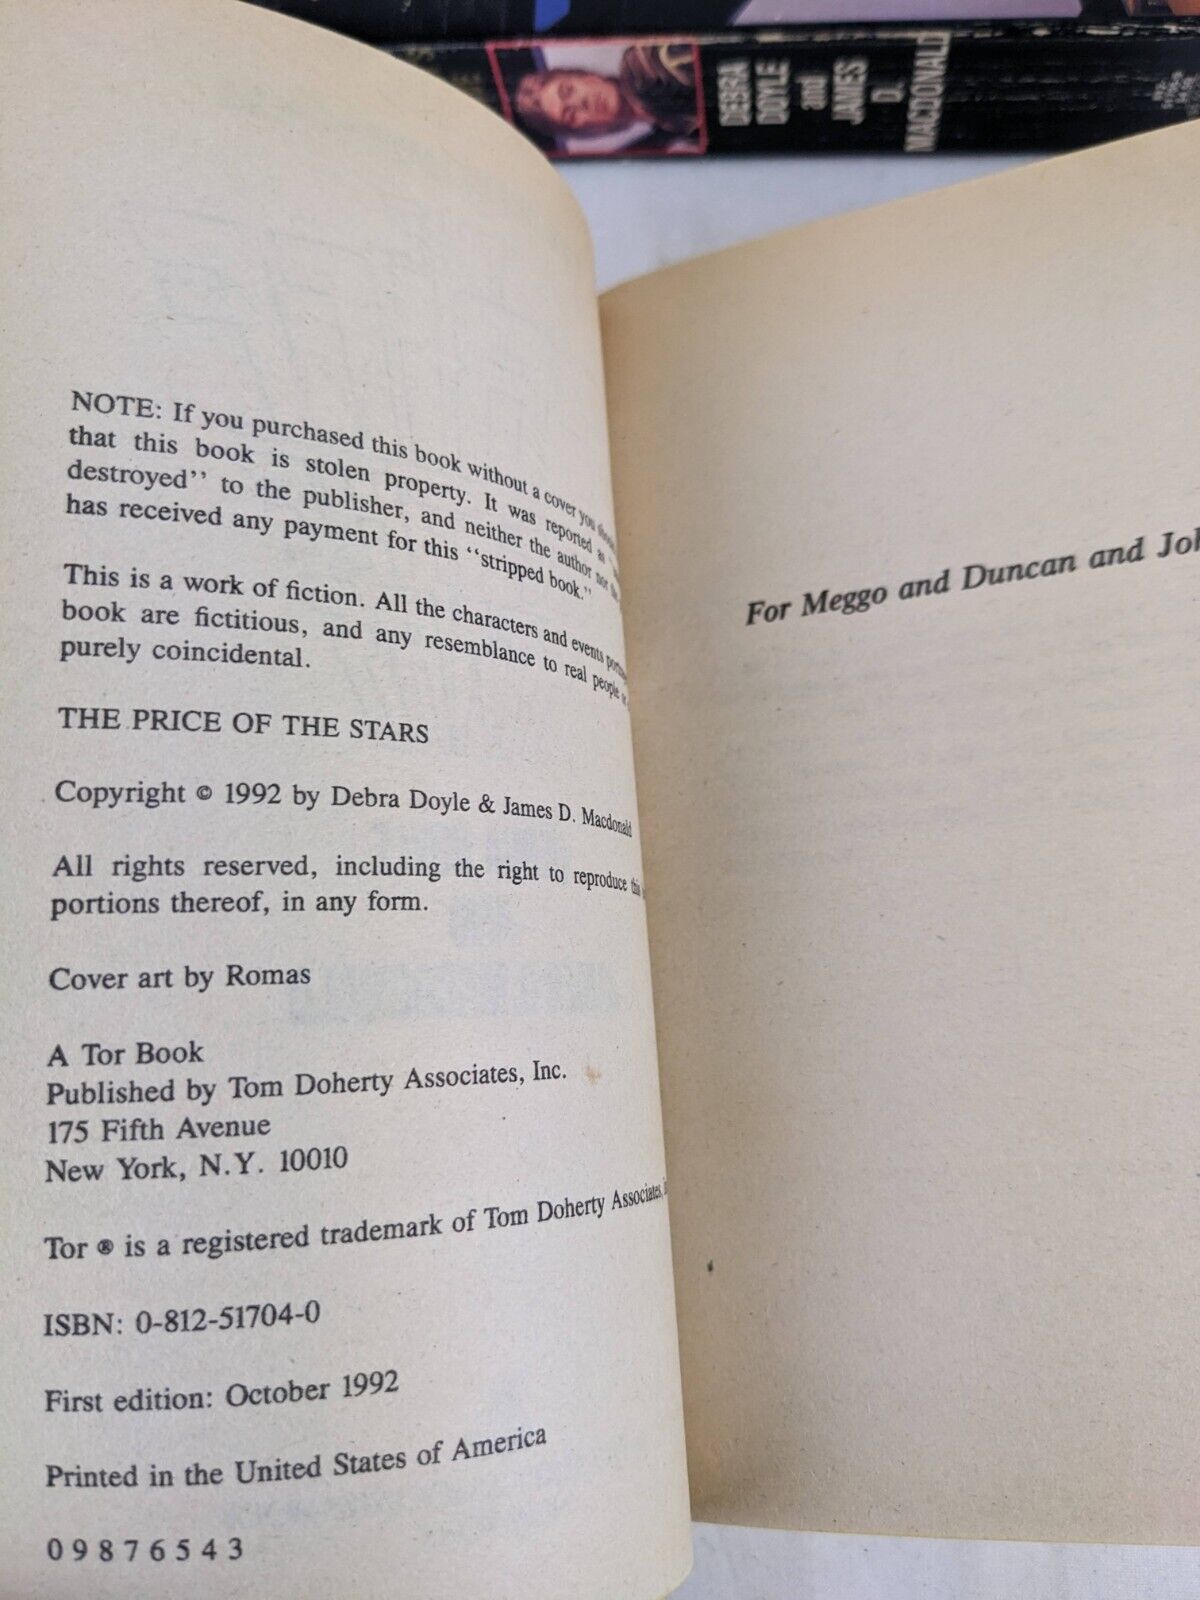 DEBRA
DOYLE
and
JAMES
D.
MACDONALD
NOTE: If you purchased this book without a cover you
that this book is stolen property. It was reported as
destroyed" to the publisher, and neither the author nor the
has received any payment for this "stripped book."
This is a work of fiction. All the characters and events
book are fictitious, and any resemblance to real people or
purely coincidental.
THE PRICE OF THE STARS
Copyright © 1992 by Debra Doyle & James D. Macdonald
All rights reserved, including the right to reproduce this
portions thereof, in any form.
Cover art by Romas
A Tor Book
Published by Tom Doherty Associates, Inc.
175 Fifth Avenue
New York, N.Y. 10010
Tor ® is a registered trademark of Tom Doherty Associates,
ISBN: 0-812-51704-0
First edition: October 1992
Printed in the United States of America
0 9 8 7 6 5 4 3
For Meggo and Duncan and Joh